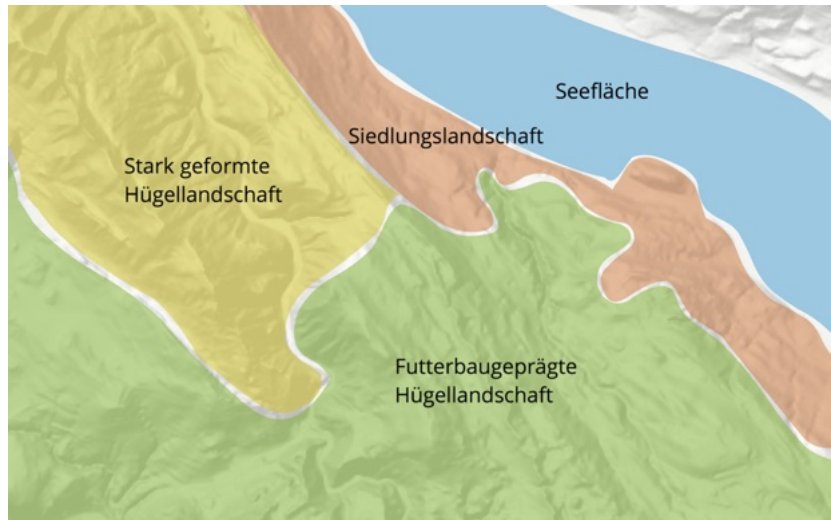 Seefläche
Siedlungslandschaft
Stark geformte
Hügellandschaft
Futterbaugeprägte
Hügellandschaft